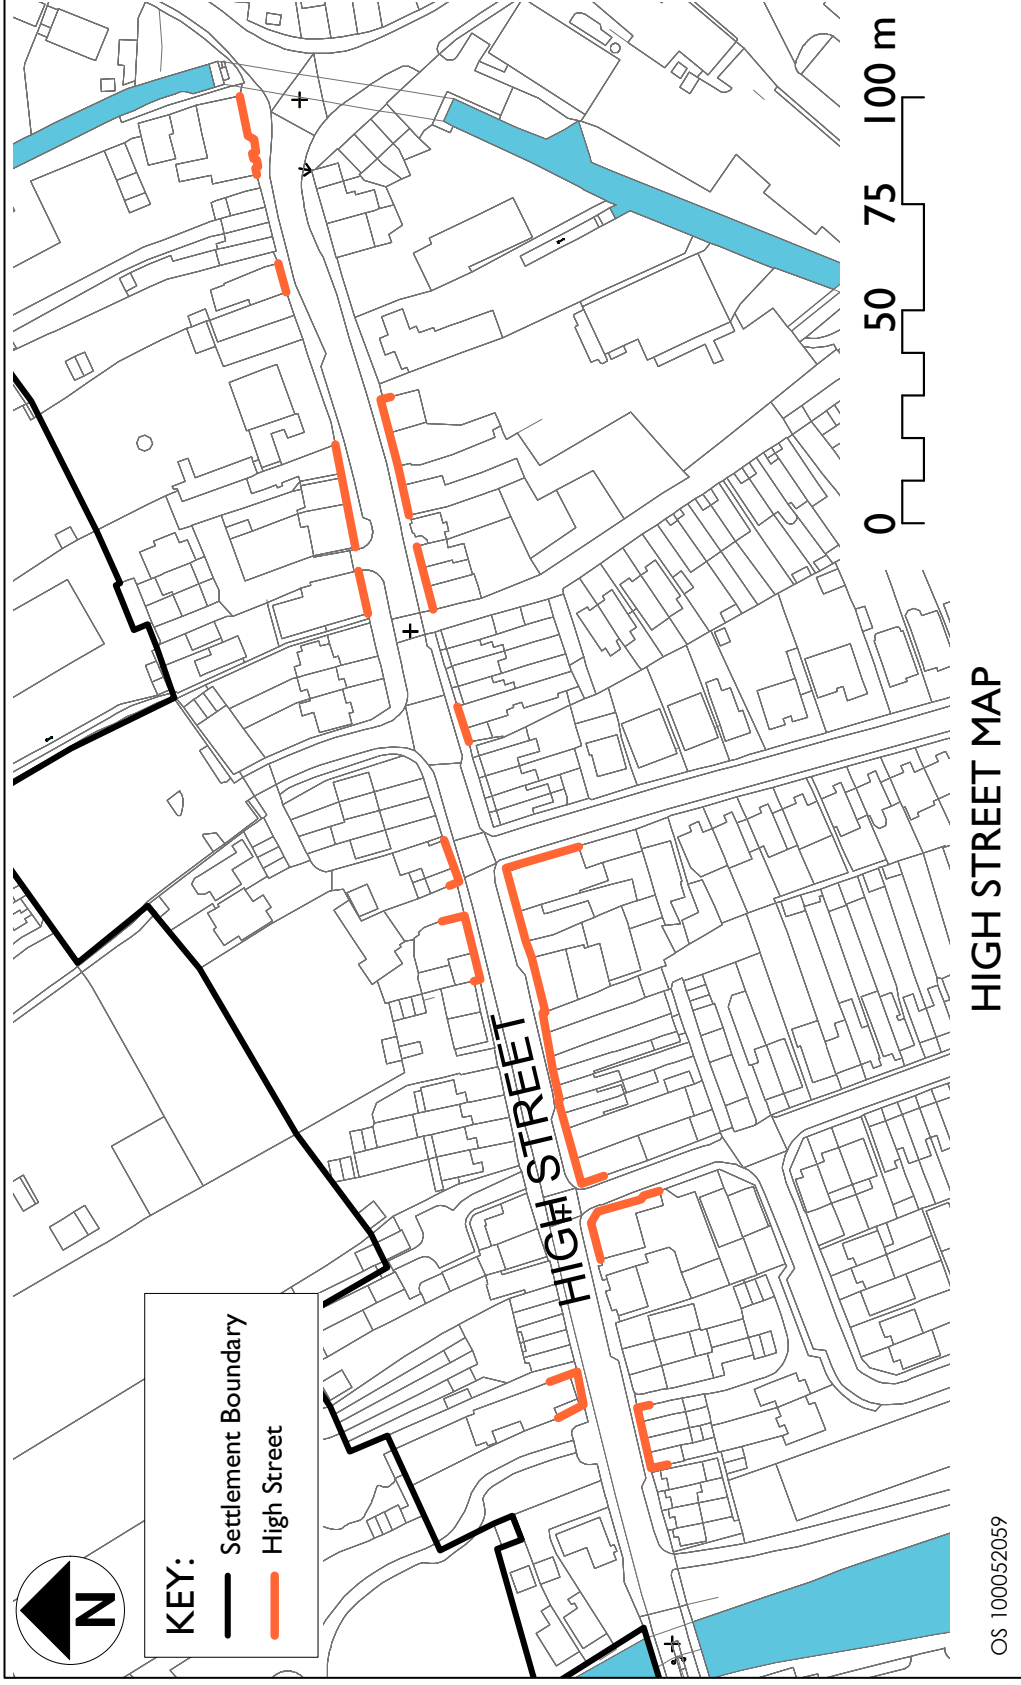 N
KEY:
Settlement Boundary
High Street
HIGH STREET
0 50 75 100 m
HIGH STREET MAP
OS 100052059